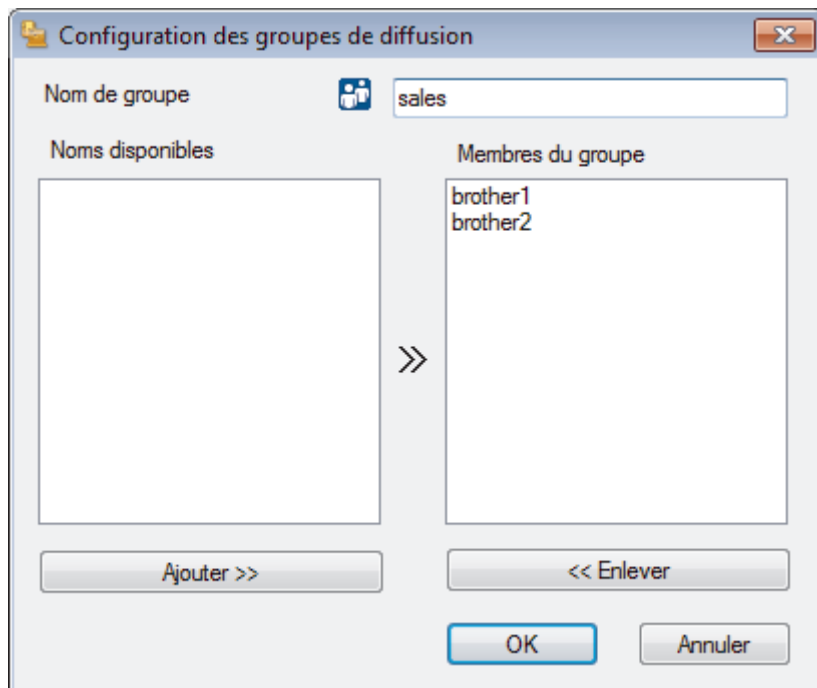 Configuration des groupes de diffusion
Nom de groupe
sales
Noms disponibles
Membres du groupe
brother1
brother2
Ajouter >>
<< Enlever
OK
Annuler